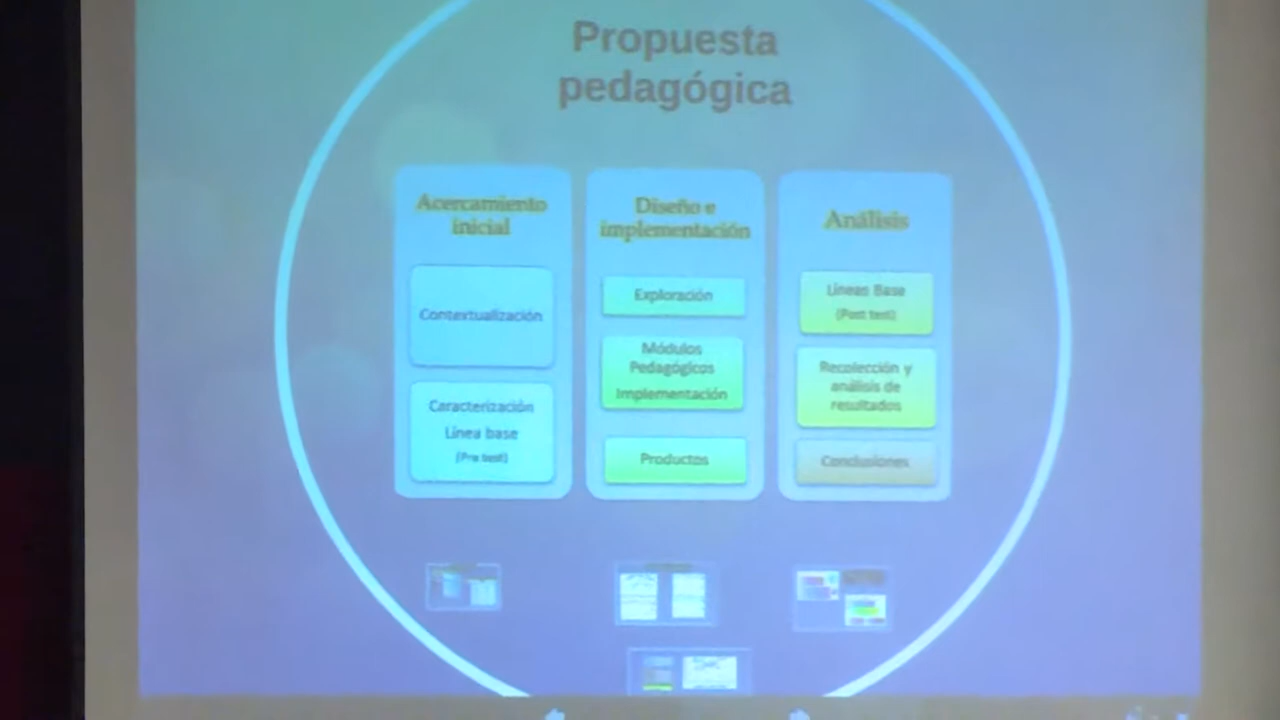 Propuesta
pedagógica
Acercamiento
inicial
Contextualización
Caracterización
Línea base
(Pre test)
Diseño e
implementación
Exploración
Módulos
Pedagógicos
Implementación
Productos
Análisis
Líneas Base
(Post test)
Recolección y
análisis de
resultados
Conclusiones